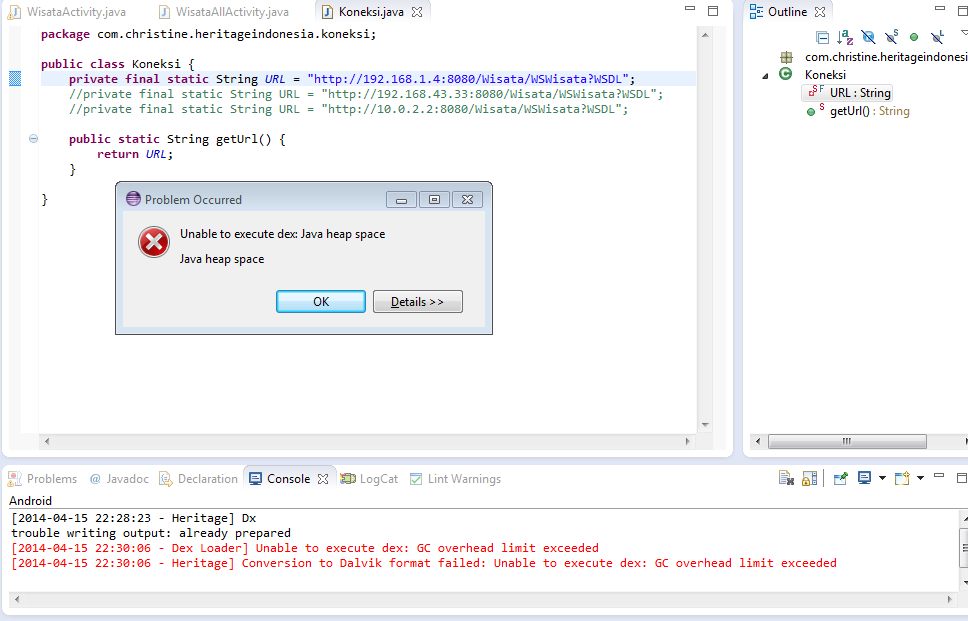 WisataActivity.java WisataAllActivity.java Koneksi.java
package com.christine.heritageindonesia.koneksi;
public class Koneksi {
private final static String URL = "http://192.168.1.4:8080/Wisata/WSWisata?WSDL";
//private final static String URL = "http://192.168.43.33:8080/Wisata/WSWisata?WSDL";
//private final static String URL = "http://10.0.2.2:8080/Wisata/WSWisata?WSDL";
public static String getUrl() {
return URL;
}
}
Problem Occurred
Unable to execute dex: Java heap space
Java heap space
OK Details >>
Outline
com.christine.heritageindonesi
Koneksi
URL : String
getUrl() : String
Problems @ Javadoc Declaration Console LogCat Lint Warnings
Android
[2014-04-15 22:28:23 - Heritage] Dx
trouble writing output: already prepared
[2014-04-15 22:30:06 - Dex Loader] Unable to execute dex: GC overhead limit exceeded
[2014-04-15 22:30:06 - Heritage] Conversion to Dalvik format failed: Unable to execute dex: GC overhead limit exceeded